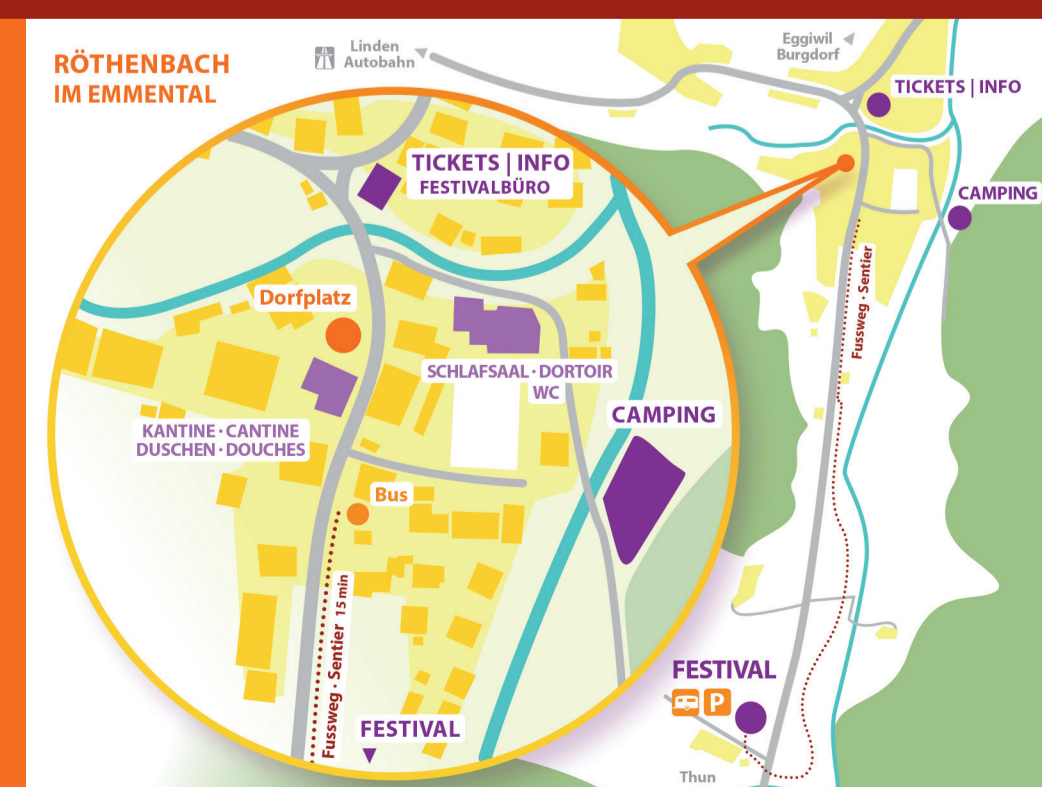 RÖTHENBACH
IM EMMENTAL
Linden
Autobahn
Eggiwil
Burgdorf
TICKETS | INFO
TICKETS | INFO
FESTIVALBÜRO
CAMPING
Dorfplatz
Fussweg · Sentier
SCHLAFSAAL · DORTOIR
WC
CAMPING
KANTINE · CANTINE
DUSCHEN · DOUCHES
Bus
Fussweg · Sentier 15 min
FESTIVAL
P
FESTIVAL
Thun